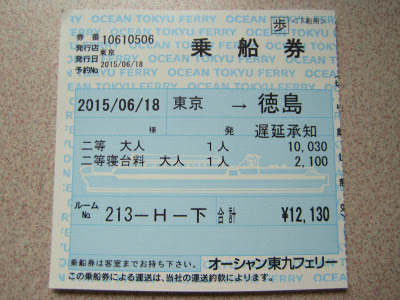 OCEAN TOKYU FERRY
券番 10610506
発行店 東京
発行日 2015/06/18
予約No
歩
乗船券
2015/06/18 東京 → 徳島
様 発 遅延承知
二等 大人 1人 10,030
二等寝台料 大人 1人 2,100
ルームNo. 213-H-下 合計 ¥12,130
乗船券は客室までお持ち下さい。 オーシャン東九フェリー
この乗船券による運送は、当社の運送約款によります。